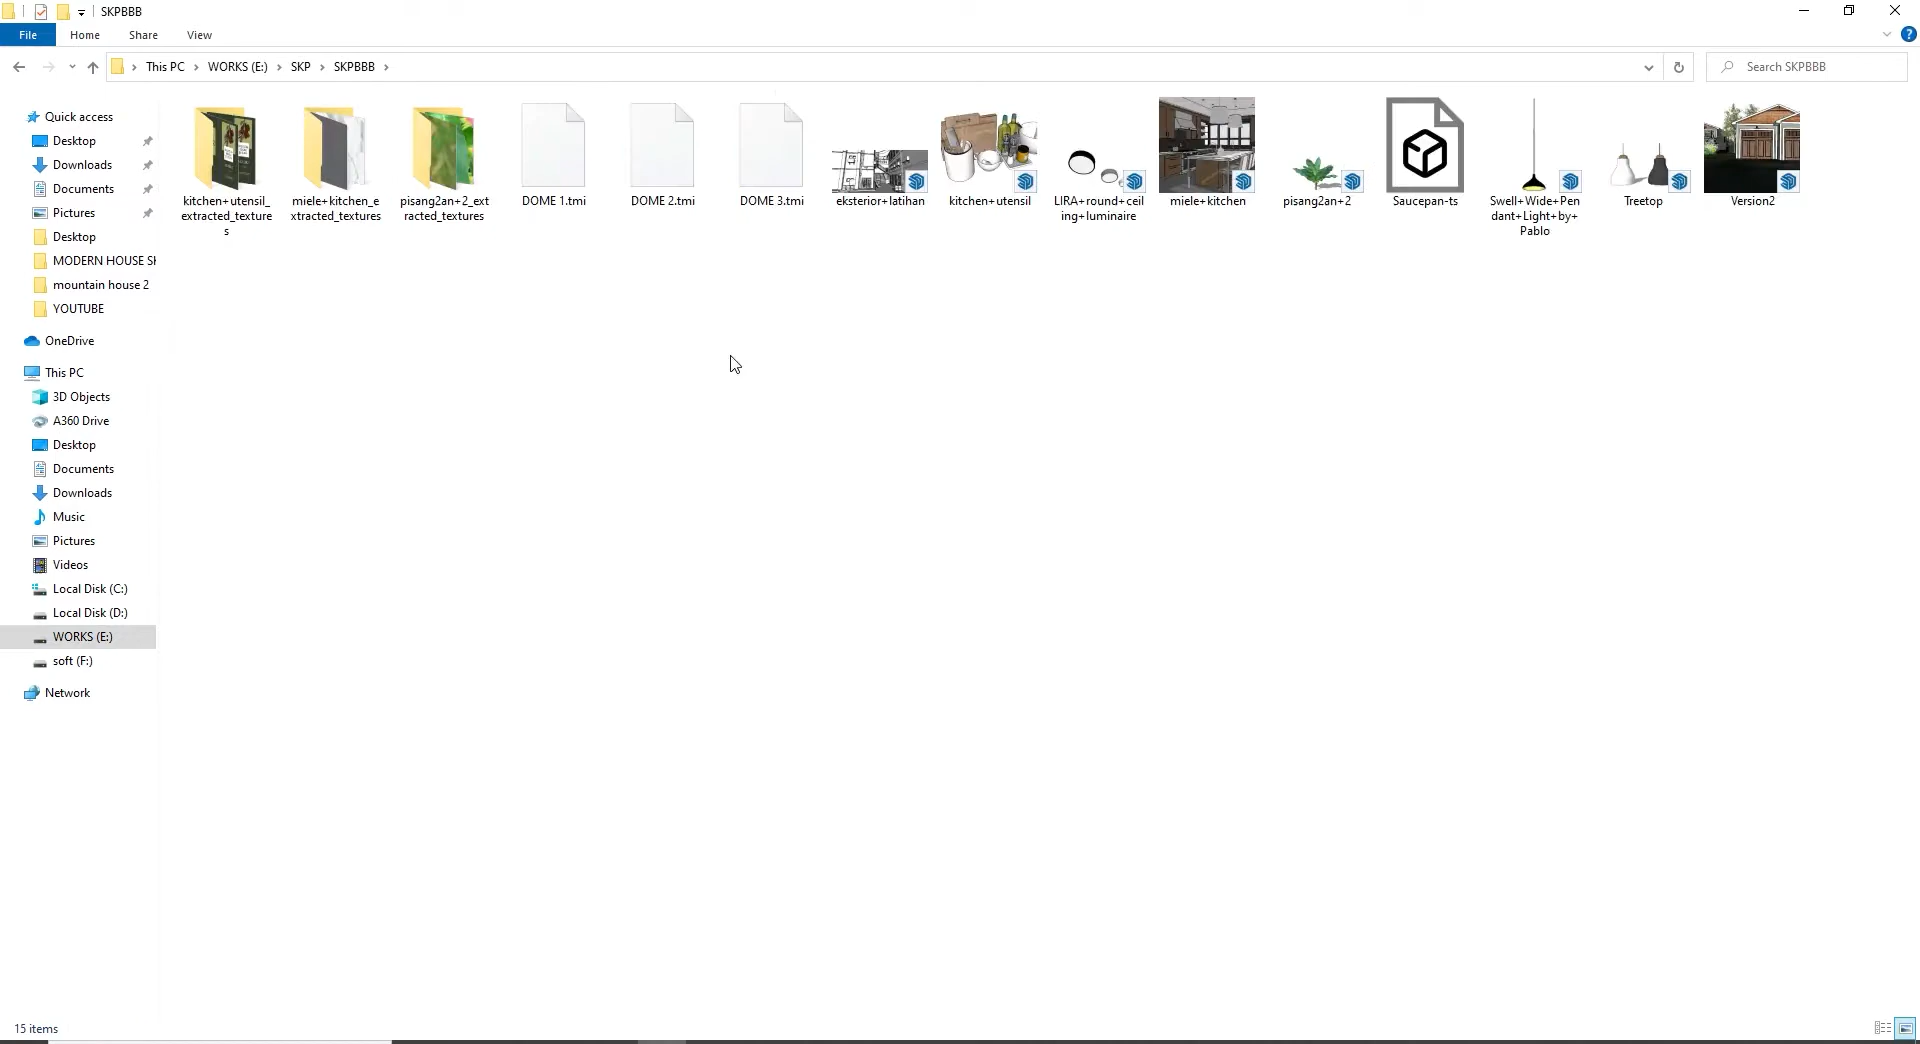 SKPBBB
File
Home
Share
View
This PC
WORKS (E:)
SKP
SKPBBB
Search SKPBBB
Quick access
Desktop
Downloads
Documents
Pictures
Desktop
MODERN HOUSE SK
mountain house 2
YOUTUBE
OneDrive
This PC
3D Objects
A360 Drive
Desktop
Documents
Downloads
Music
Pictures
Videos
Local Disk (C:)
Local Disk (D:)
WORKS (E:)
soft (F:)
Network
kitchen+utensil_
extracted_texture
s
miele+kitchen_e
xtracted_textures
pisang2an+2_ext
racted_textures
DOME 1.tmi
DOME 2.tmi
DOME 3.tmi
eksterior+latihan
kitchen+utensil
LIRA+round+ceil
ing+luminaire
miele+kitchen
pisang2an+2
Saucepan-ts
Swell+Wide+Pen
dant+Light+by+
Pablo
Treetop
Version2
15 items